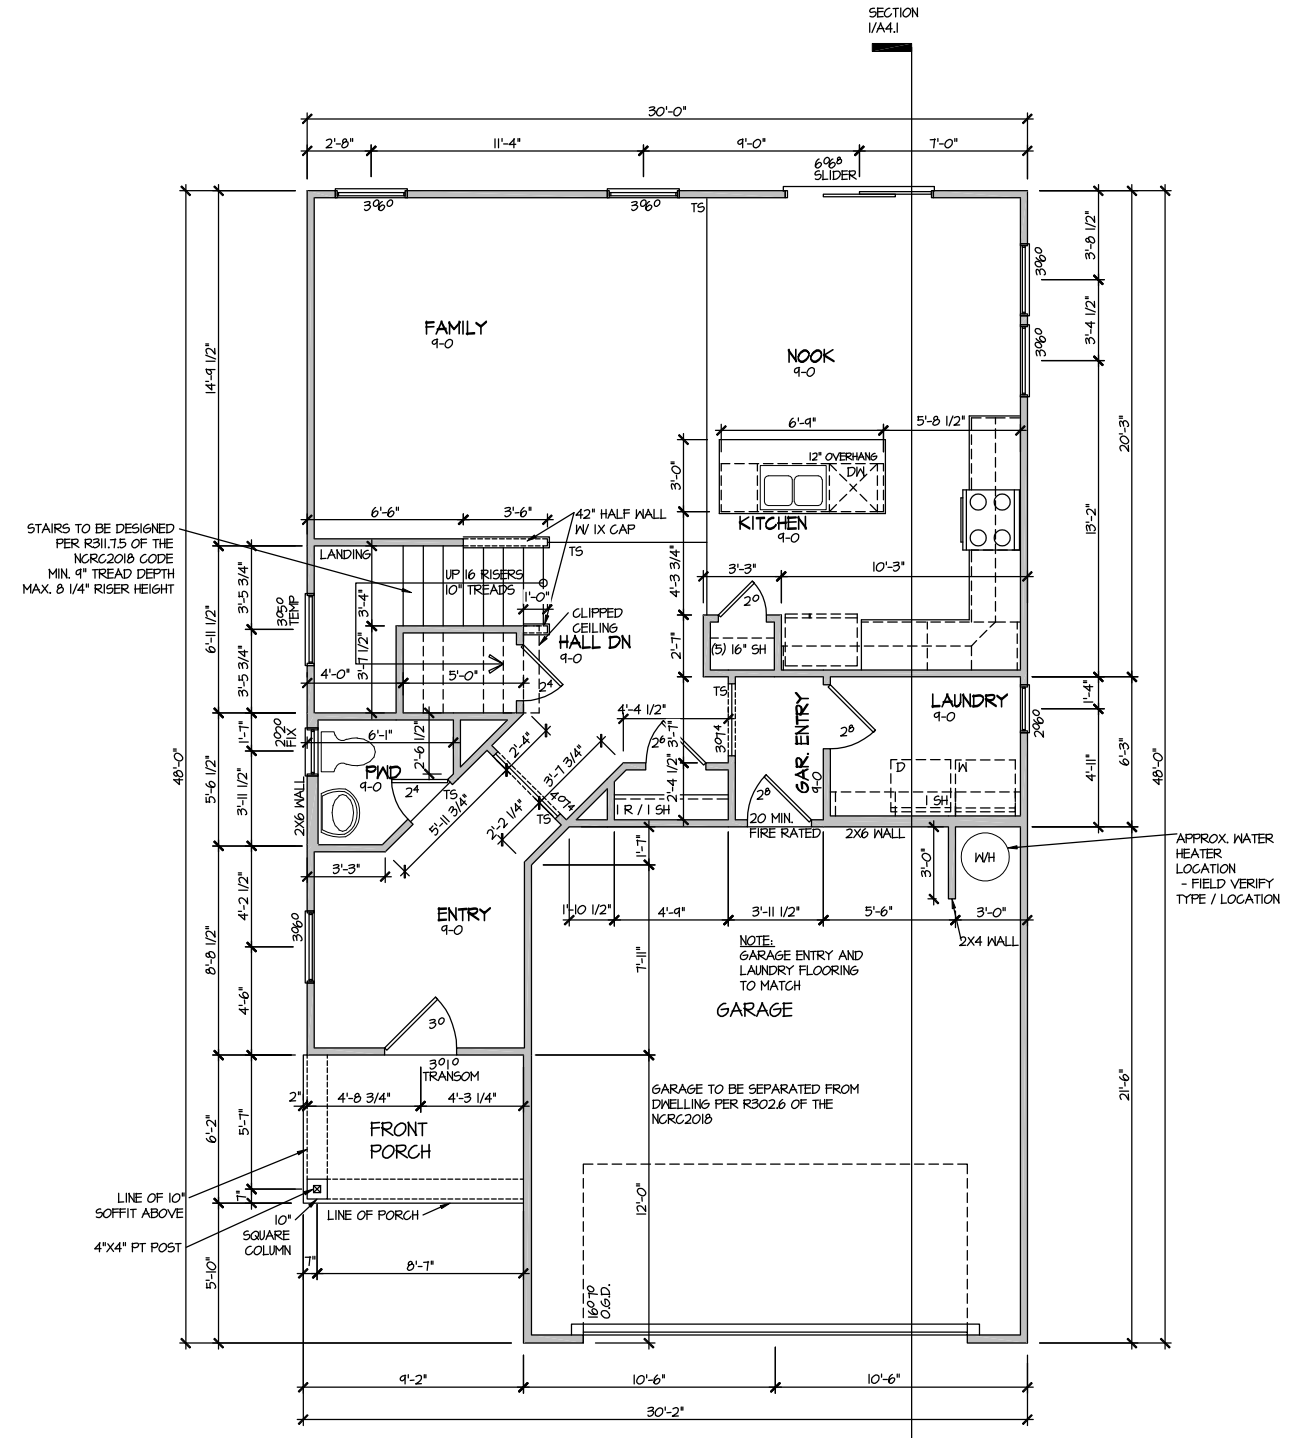 SECTION
1/A4.1
30'-0"
2'-8"
11'-4"
9'-0"
7'-0"
6⁰6⁸
SLIDER
3⁰6⁰
3⁰6⁰
TS
3'-8 1/2"
3⁰6⁰
3'-4 1/2"
3⁰6⁰
FAMILY
9-0
NOOK
9-0
14'-9 1/2"
6'-9"
5'-8 1/2"
20'-3"
12" OVERHANG
DW
3'-0"
KITCHEN
9-0
13'-2"
6'-6"
3'-6"
42" HALF WALL
W/ 1X CAP
STAIRS TO BE DESIGNED
PER R311.7.5 OF THE
NCRC2018 CODE
MIN. 9" TREAD DEPTH
MAX. 8 1/4" RISER HEIGHT
LANDING
TS
UP 16 RISERS
10" TREADS
4'-3 3/4"
3'-3"
10'-3"
3'-5 3/4"
3⁰5⁰
TEMP
3'-4"
1'-0"
2⁰
CLIPPED
CEILING
HALL DN
9-0
6'-11 1/2"
2'-7"
(5) 16" SH
3'-5 3/4"
3'-7 1/2"
4'-0"
5'-0"
2⁴
TS
LAUNDRY
9-0
1'-4"
2⁰6⁰
GAR. ENTRY
9-0
4'-4 1/2"
3⁰7⁴
2⁸
2⁶
3'-7"
1'-7"
2⁰2⁰
FIX
6'-1"
2'-6 1/2"
2'-4"
3'-7 3/4"
48'-0"
48'-0"
6'-3"
4'-11"
PWD
9-0
2⁴
TS
5'-6 1/2"
3'-11 1/2"
2X6 WALL
5'-11 3/4"
2'-2 1/4"
4⁰7⁴
TS
2'-4 1/2"
1 R / 1 SH
2⁸
20 MIN.
FIRE RATED
D
W
1 SH
2X6 WALL
APPROX. WATER
HEATER
LOCATION
- FIELD VERIFY
TYPE / LOCATION
W/H
3'-0"
1'-7"
3'-3"
4'-2 1/2"
1'-10 1/2"
4'-9"
3'-11 1/2"
5'-6"
3'-0"
ENTRY
9-0
3⁰6⁰
8'-8 1/2"
2X4 WALL
NOTE:
GARAGE ENTRY AND
LAUNDRY FLOORING
TO MATCH
7'-11"
4'-6"
GARAGE
3⁰
3⁰1⁰
TRANSOM
GARAGE TO BE SEPARATED FROM
DWELLING PER R302.6 OF THE
NCRC2018
21'-6"
2"
4'-8 3/4"
4'-3 1/4"
6'-2"
5'-7"
FRONT
PORCH
12'-0"
LINE OF 10"
SOFFIT ABOVE
7"
10"
SQUARE
COLUMN
LINE OF PORCH
4"X4" PT POST
7"
8'-7"
5'-10"
16⁰7⁰
O.G.D.
9'-2"
10'-6"
10'-6"
30'-2"